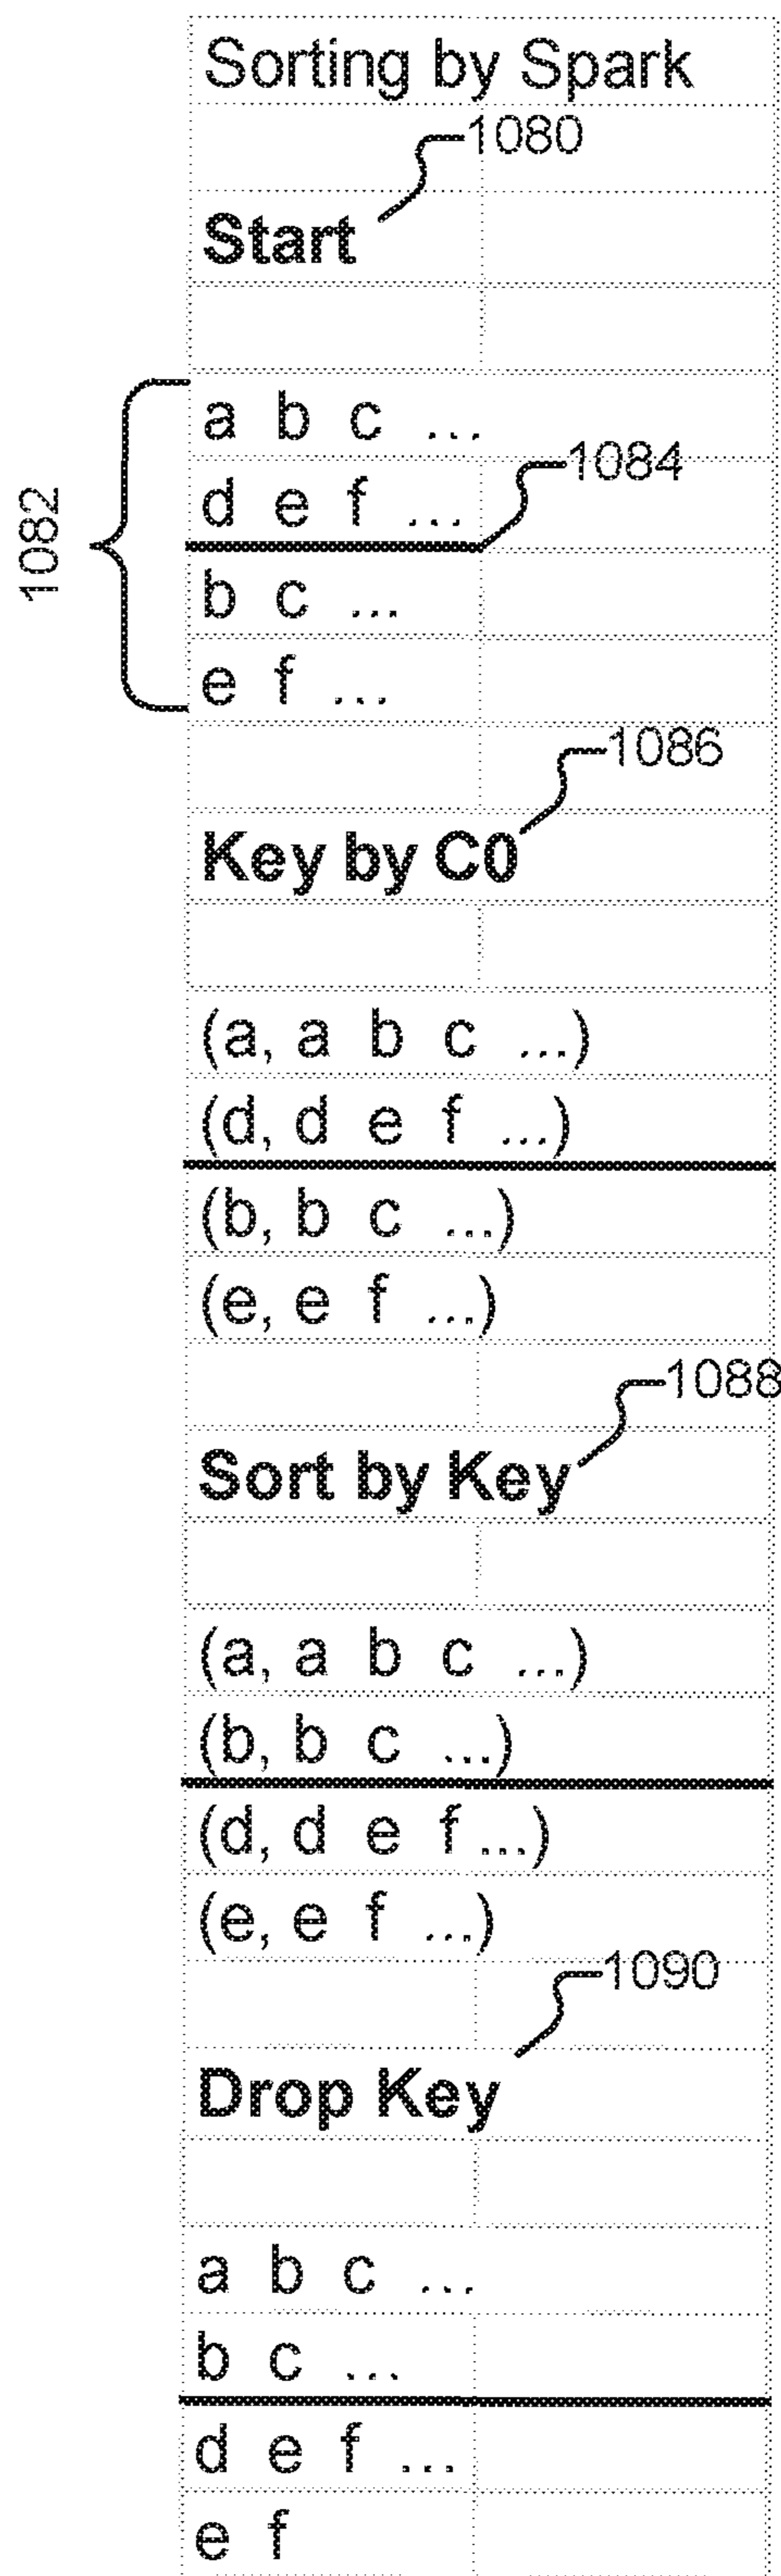 Sorting by Spark
1080
Start
a b c ...
1084
d e f ...
1082
b c ...
e f ...
1086
Key by C0
(a, a b c ...)
(d, d e f ...)
(b, b c ...)
(e, e f ...)
1088
Sort by Key
(a, a b c ...)
(b, b c ...)
(d, d e f ...)
(e, e f ...)
1090
Drop Key
a b c ...
b c ...
d e f ...
e f